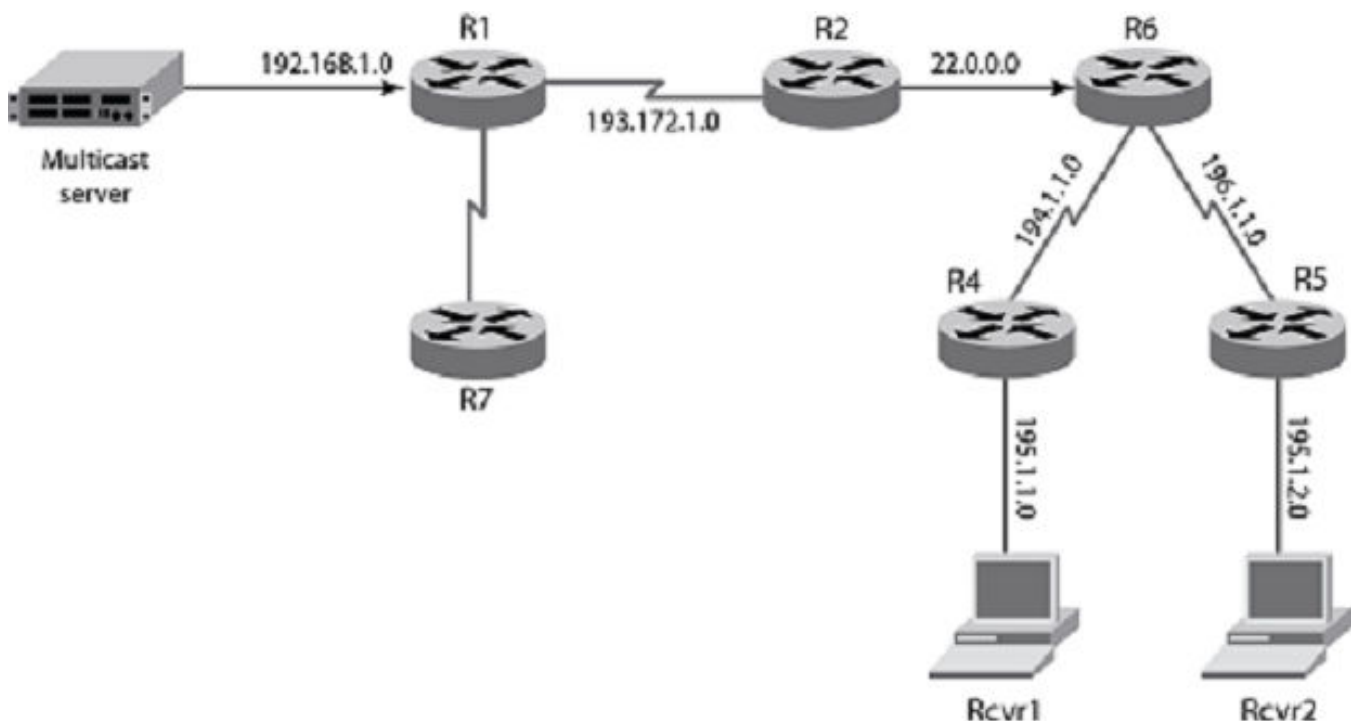 R1
R2
R6
192.168.1.0
22.0.0.0
193.172.1.0
Multicast
server
194.1.1.0
196.1.1.0
R4
R5
R7
195.1.1.0
195.1.2.0
Rcvr1
Rcvr2